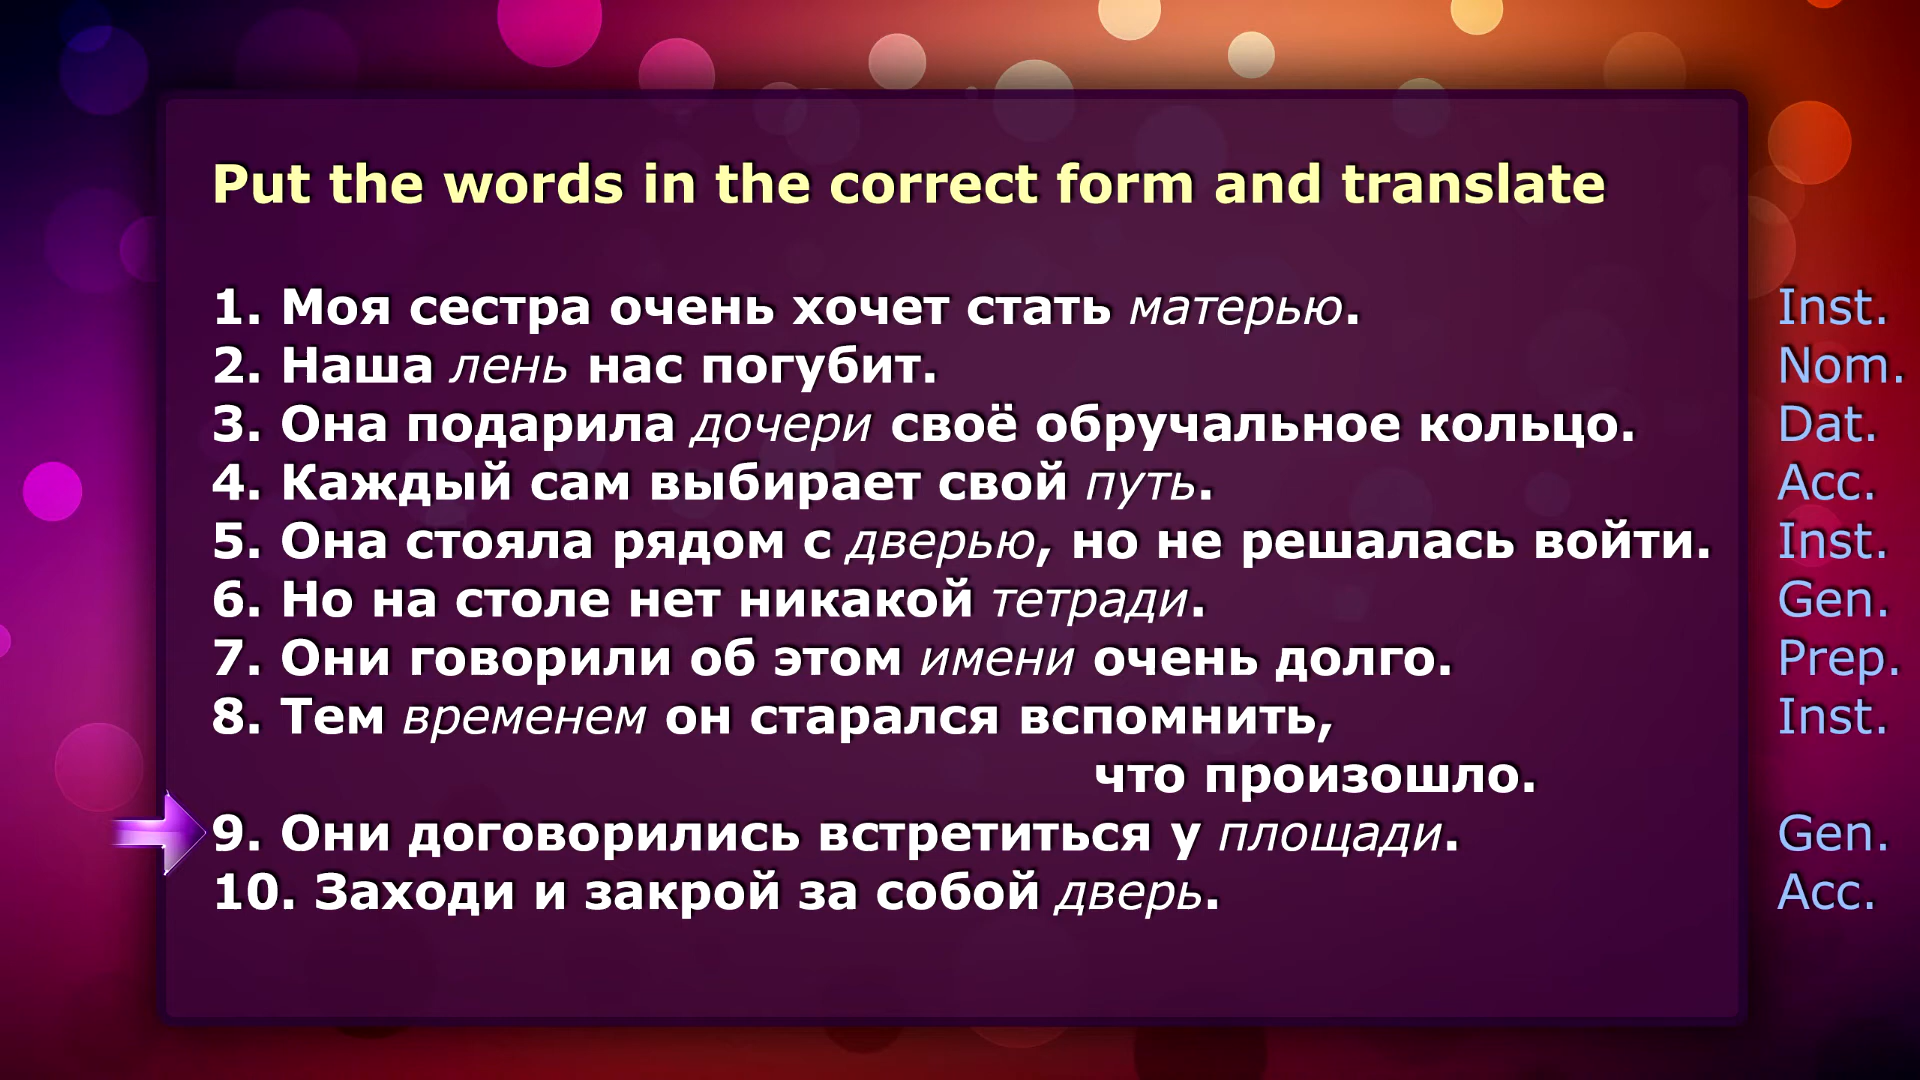 Put the words in the correct form and translate
1. Моя сестра очень хочет стать матерью. Inst.
2. Наша лень нас погубит. Nom.
3. Она подарила дочери своё обручальное кольцо. Dat.
4. Каждый сам выбирает свой путь. Acc.
5. Она стояла рядом с дверью, но не решалась войти. Inst.
6. Но на столе нет никакой тетради. Gen.
7. Они говорили об этом имени очень долго. Prep.
8. Тем временем он старался вспомнить, Inst.
что произошло.
9. Они договорились встретиться у площади. Gen.
10. Заходи и закрой за собой дверь. Acc.